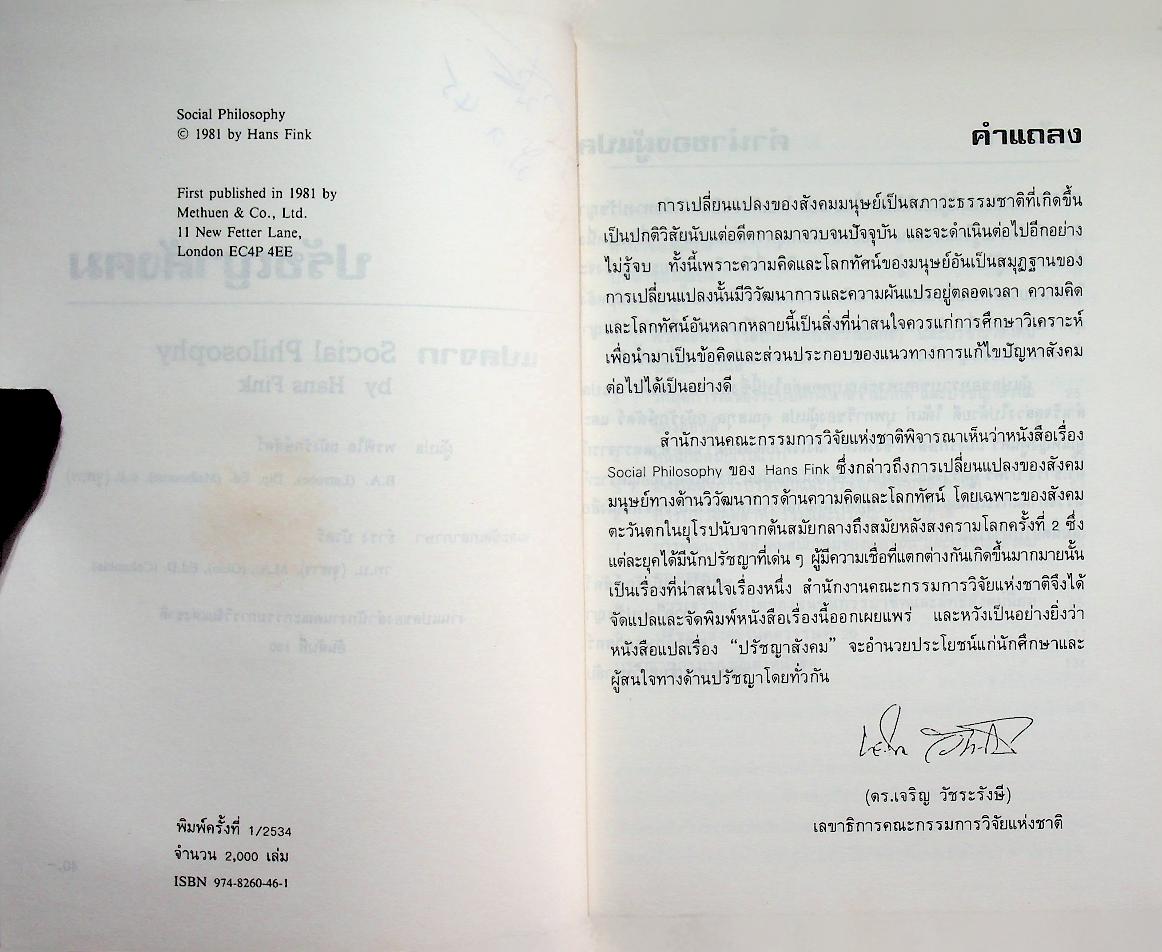 Social Philosophy
© 1981 by Hans Fink
First published in 1981 by
Methuen & Co., Ltd.
11 New Fetter Lane,
London EC4P 4EE
พิมพ์ครั้งที่ 1/2534
จำนวน 2,000 เล่ม
ISBN 974-8260-46-1
คำแถลง
การเปลี่ยนแปลงของสังคมมนุษย์เป็นสภาวะธรรมชาติที่เกิดขึ้น
เป็นปกติวิสัยนับแต่อดีตกาลมาจวบจนปัจจุบัน และจะดำเนินต่อไปอีกอย่าง
ไม่รู้จบ ทั้งนี้เพราะความคิดและโลกทัศน์ของมนุษย์อันเป็นสมุฏฐานของ
การเปลี่ยนแปลงนั้นมีวิวัฒนาการและความผันแปรอยู่ตลอดเวลา ความคิด
และโลกทัศน์อันหลากหลายนี้เป็นสิ่งที่น่าสนใจควรแก่การศึกษาวิเคราะห์
เพื่อนำมาเป็นข้อคิดและส่วนประกอบของแนวทางการแก้ไขปัญหาสังคม
ต่อไปได้เป็นอย่างดี
สำนักงานคณะกรรมการวิจัยแห่งชาติพิจารณาเห็นว่าหนังสือเรื่อง
Social Philosophy ของ Hans Fink ซึ่งกล่าวถึงการเปลี่ยนแปลงของสังคม
มนุษย์ทางด้านวิวัฒนาการด้านความคิดและโลกทัศน์ โดยเฉพาะของสังคม
ตะวันตกในยุโรปนับจากต้นสมัยกลางถึงสมัยหลังสงครามโลกครั้งที่ 2 ซึ่ง
แต่ละยุคได้มีนักปรัชญาที่เด่น ๆ ผู้มีความเชื่อที่แตกต่างกันเกิดขึ้นมากมายนั้น
เป็นเรื่องที่น่าสนใจเรื่องหนึ่ง สำนักงานคณะกรรมการวิจัยแห่งชาติจึงได้
จัดแปลและจัดพิมพ์หนังสือเรื่องนี้ออกเผยแพร่ และหวังเป็นอย่างยิ่งว่า
หนังสือแปลเรื่อง “ปรัชญาสังคม” จะอำนวยประโยชน์แก่นักศึกษาและ
ผู้สนใจทางด้านปรัชญาโดยทั่วกัน
(ดร.เจริญ วัชระรังษี)
เลขาธิการคณะกรรมการวิจัยแห่งชาติ